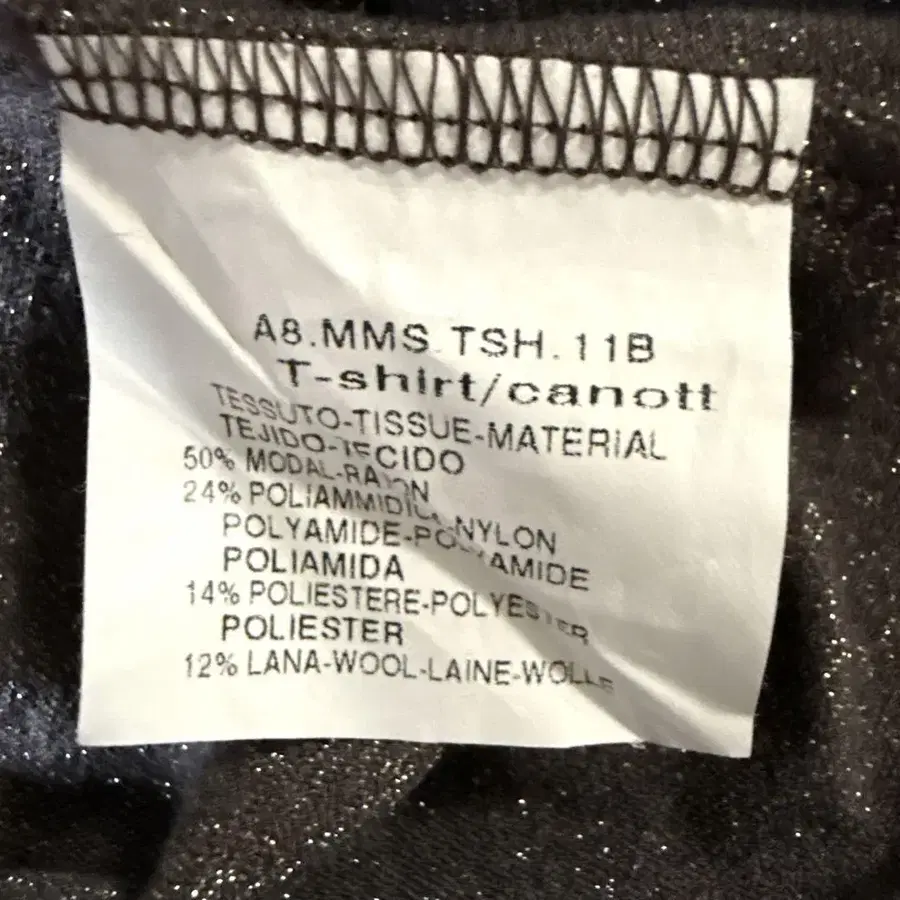 A8.MMS.TSH.11B
T-shirt/canott
TESSUTO-TISSUE-MATERIAL
TEJIDO-TECIDO
50% MODAL-RAYON
24% POLIAMMIDICA-NYLON
POLYAMIDE-POLYAMIDE
POLIAMIDA
14% POLIESTERE-POLYESTER
POLIESTER
12% LANA-WOOL-LAINE-WOLLE